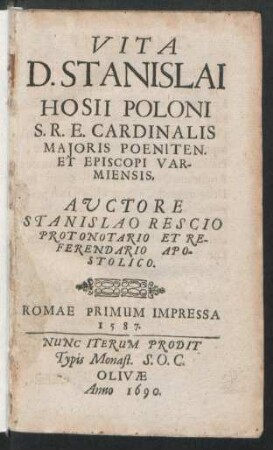 VITA
D. STANISLAI
HOSII POLONI
S. R. E. CARDINALIS
MAJORIS POENITEN.
ET EPISCOPI VAR-
MIENSIS.
AVCTORE
STANISLAO RESCIO
PROTONOTARIO ET RE-
FERENDARIO APO-
STOLICO.
ROMAE PRIMUM IMPRESSA
1587.
NUNC ITERUM PRODIT
Typis Monast. S. O. C.
OLIVÆ
Anno 1690.